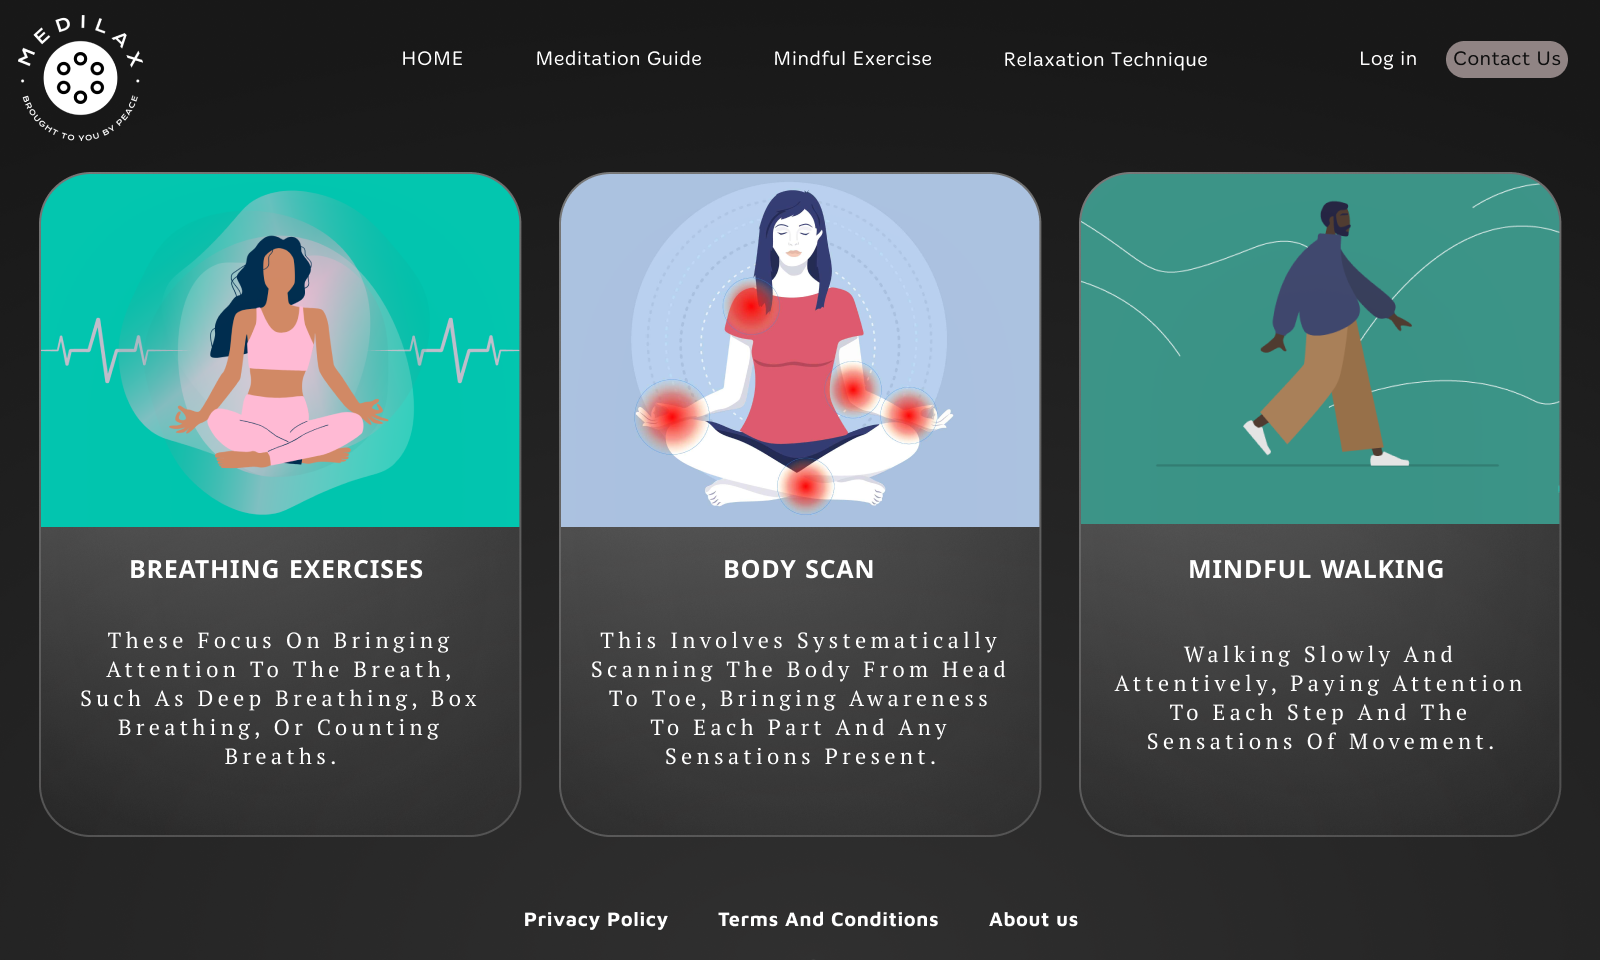 MEDILAX
BROUGHT TO YOU BY PEACE
HOME
Meditation Guide
Mindful Exercise
Relaxation Technique
Log in
Contact Us
BREATHING EXERCISES
These Focus On Bringing
Attention To The Breath,
Such As Deep Breathing, Box
Breathing, Or Counting
Breaths.
BODY SCAN
This Involves Systematically
Scanning The Body From Head
To Toe, Bringing Awareness
To Each Part And Any
Sensations Present.
MINDFUL WALKING
Walking Slowly And
Attentively, Paying Attention
To Each Step And The
Sensations Of Movement.
Privacy Policy
Terms And Conditions
About us